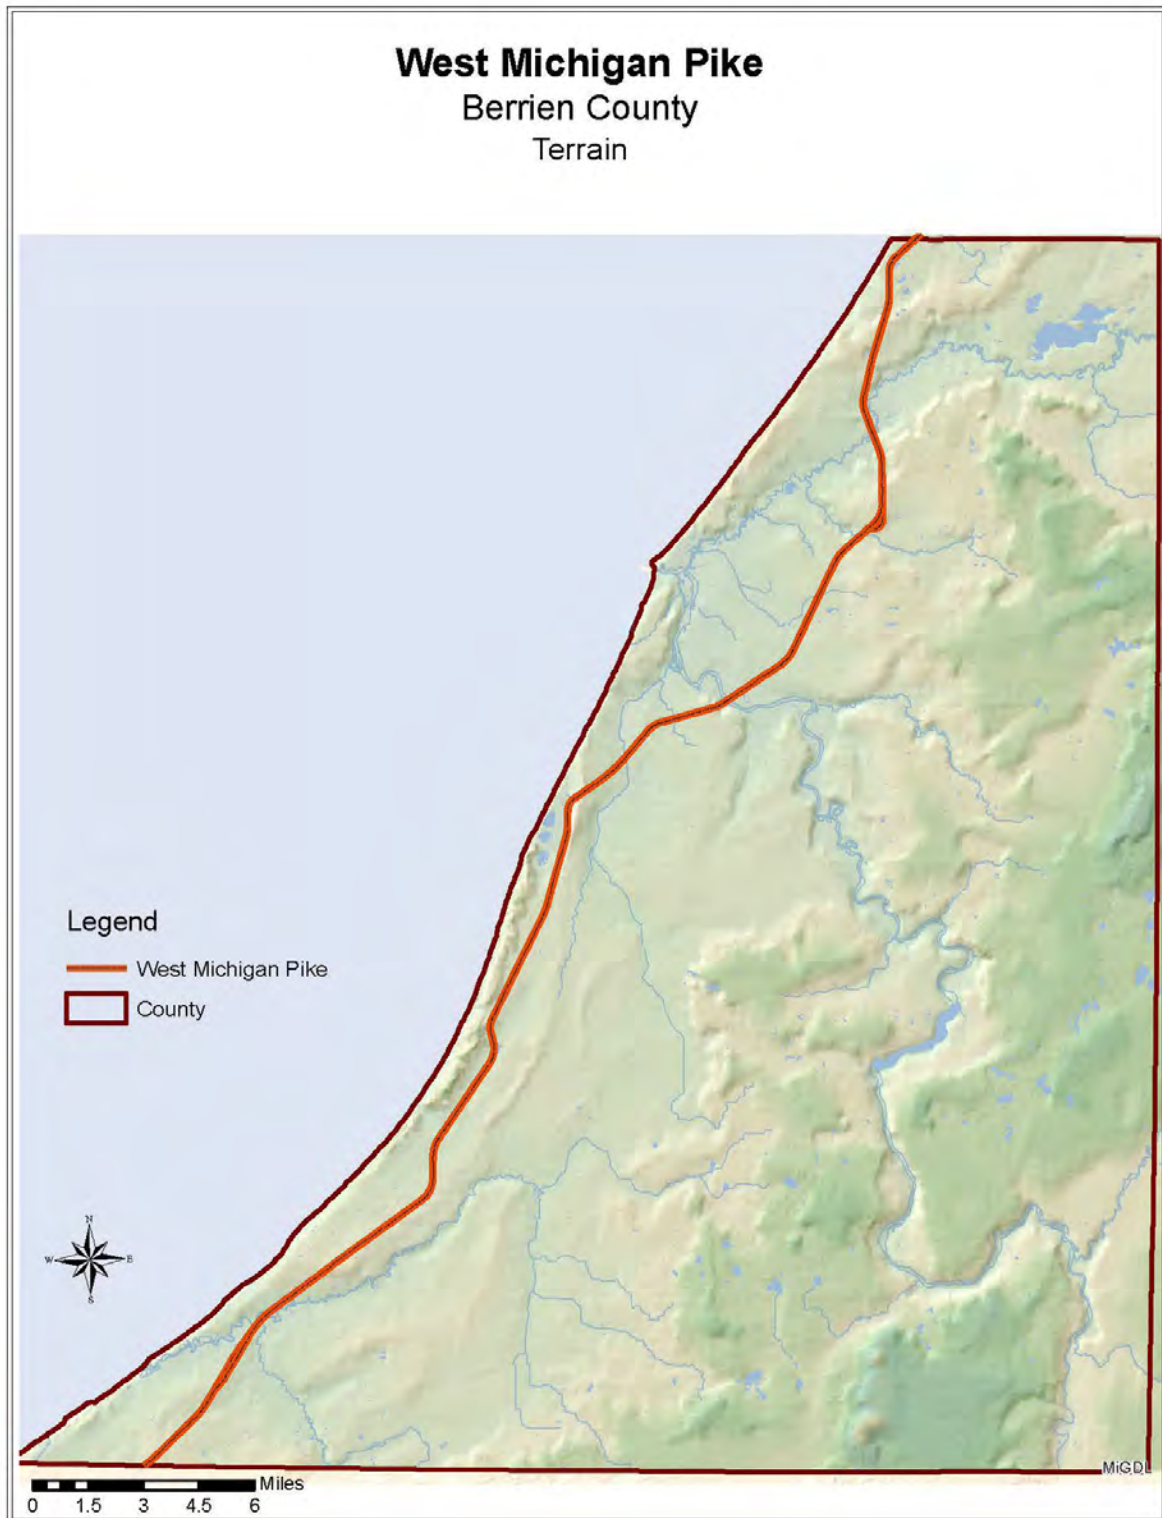 West Michigan Pike
Berrien County
Terrain
Legend
West Michigan Pike
County
N
W E
S
Miles
0 1.5 3 4.5 6
MiGDL